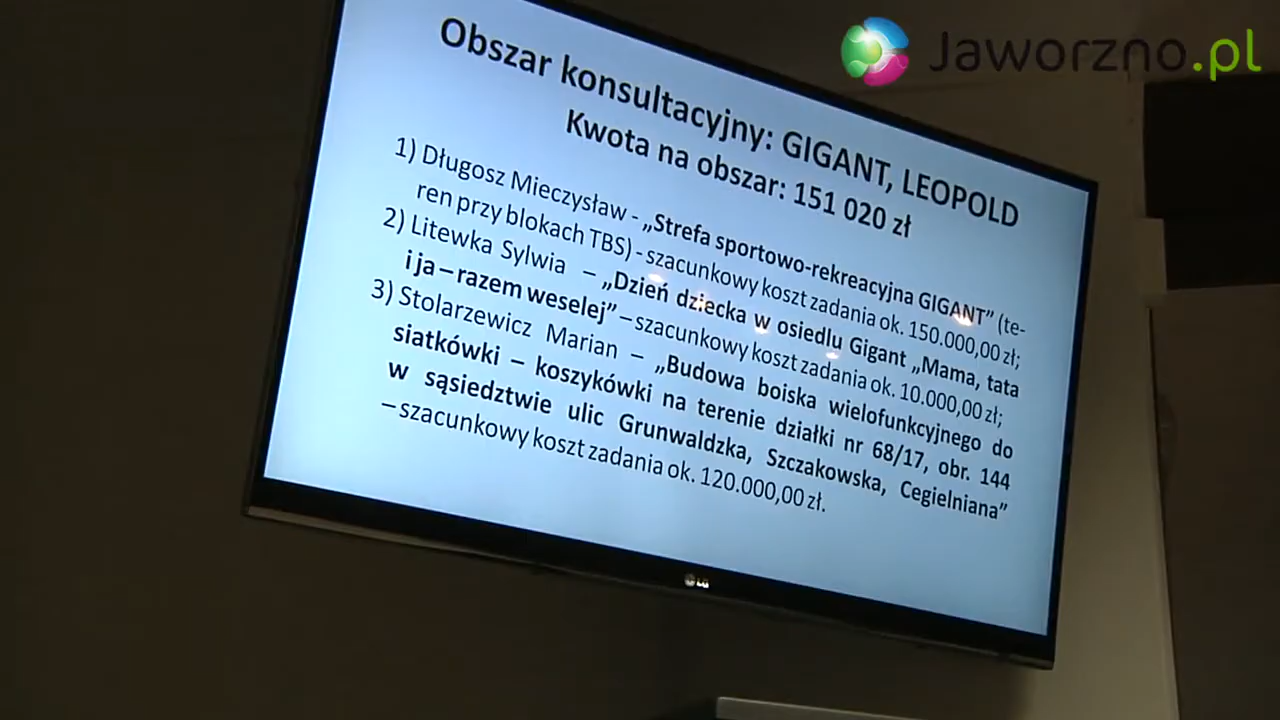 Jaworzno.pl
Obszar konsultacyjny: GIGANT, LEOPOLD
Kwota na obszar: 151 020 zł
1) Długosz Mieczysław - „Strefa sportowo-rekreacyjna GIGANT” (te-
ren przy blokach TBS) - szacunkowy koszt zadania ok. 150.000,00 zł;
2) Litewka Sylwia – „Dzień dziecka w osiedlu Gigant „Mama, tata
i ja – razem weselej” – szacunkowy koszt zadania ok. 10.000,00 zł;
3) Stolarzewicz Marian – „Budowa boiska wielofunkcyjnego do
siatkówki – koszykówki na terenie działki nr 68/17, obr. 144
w sąsiedztwie ulic Grunwaldzka, Szczakowska, Cegielniana”
– szacunkowy koszt zadania ok. 120.000,00 zł.
LG